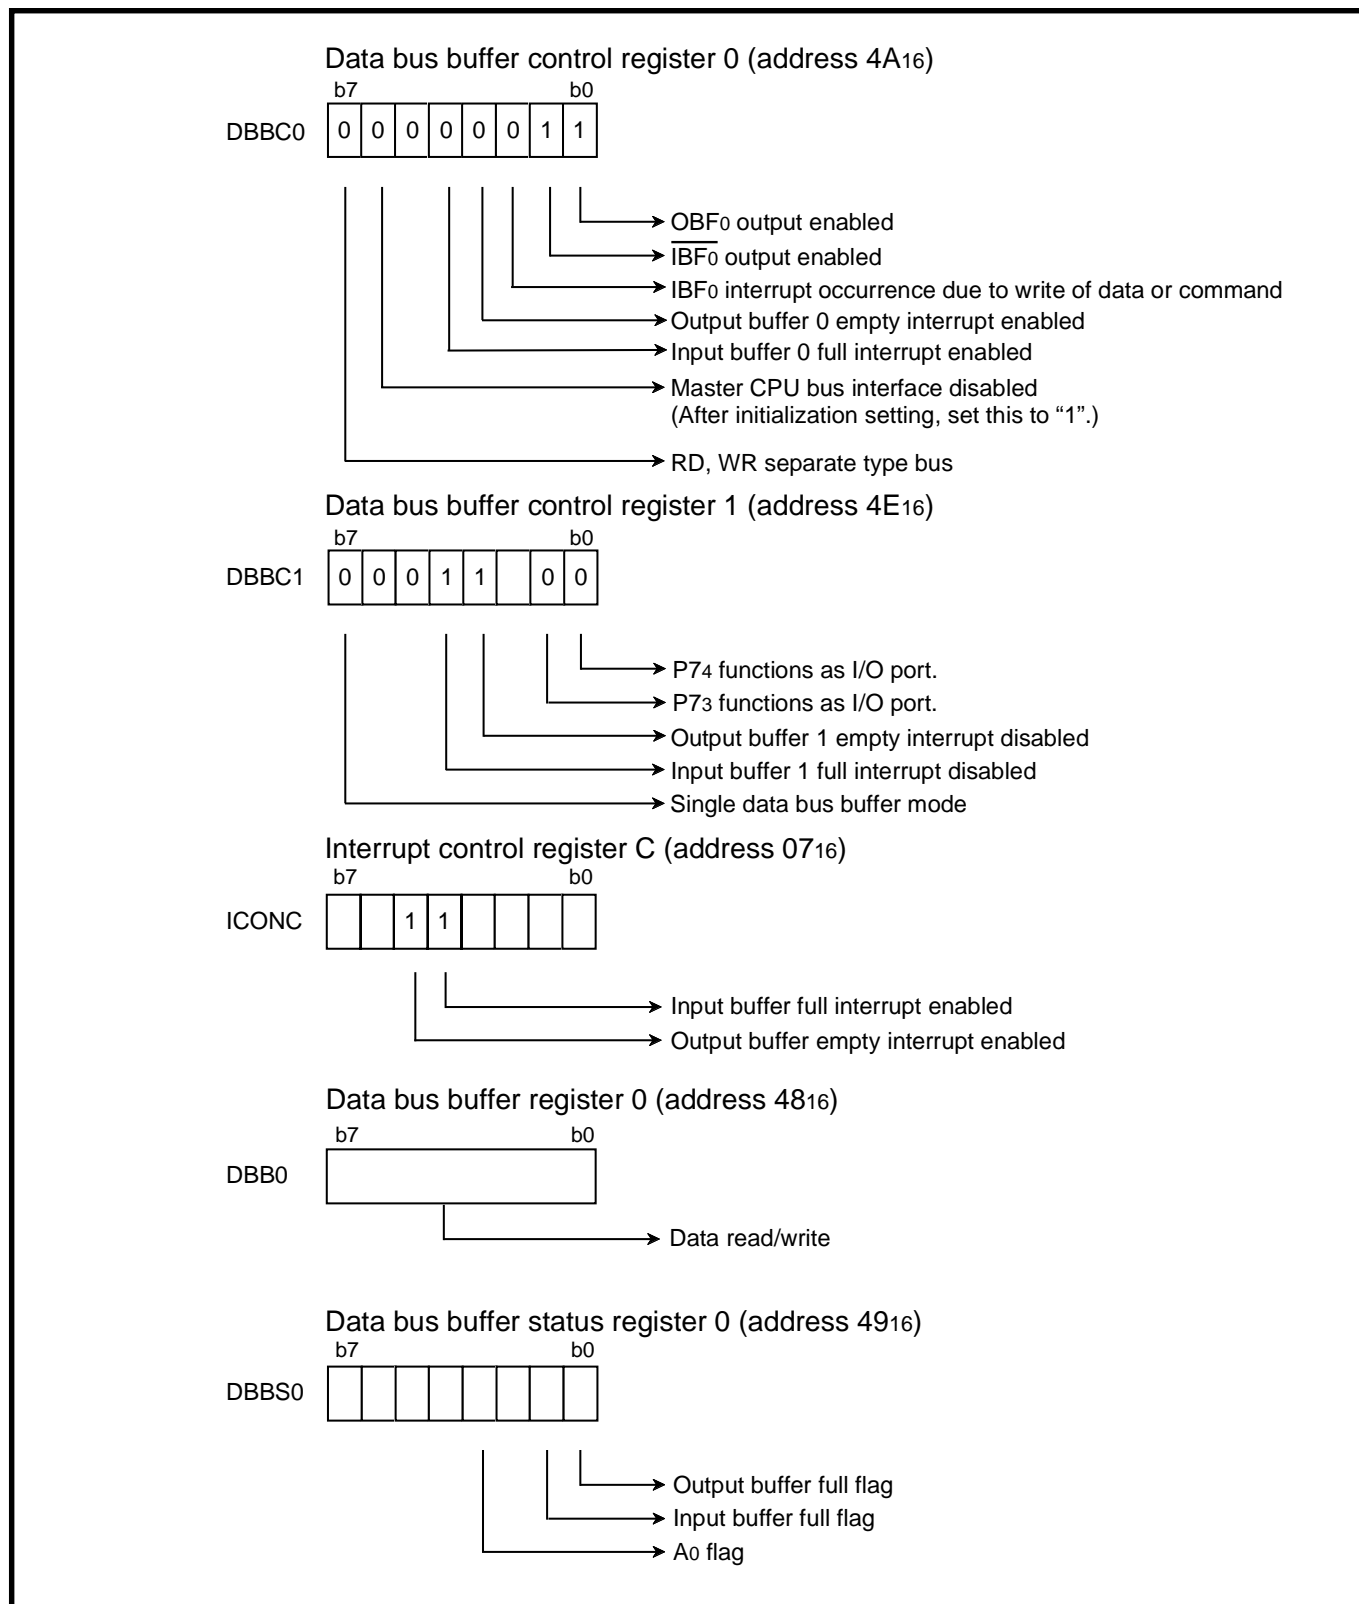 Data bus buffer control register 0 (address 4A16)
b7 b0
DBBC0 0 0 0 0 0 0 1 1
OBF0 output enabled
IBF0 output enabled
IBF0 interrupt occurrence due to write of data or command
Output buffer 0 empty interrupt enabled
Input buffer 0 full interrupt enabled
Master CPU bus interface disabled
(After initialization setting, set this to “1”.)
RD, WR separate type bus
Data bus buffer control register 1 (address 4E16)
b7 b0
DBBC1 0 0 0 1 1 0 0
P74 functions as I/O port.
P73 functions as I/O port.
Output buffer 1 empty interrupt disabled
Input buffer 1 full interrupt disabled
Single data bus buffer mode
Interrupt control register C (address 0716)
b7 b0
ICONC 1 1
Input buffer full interrupt enabled
Output buffer empty interrupt enabled
Data bus buffer register 0 (address 4816)
b7 b0
DBB0
Data read/write
Data bus buffer status register 0 (address 4916)
b7 b0
DBBS0
Output buffer full flag
Input buffer full flag
A0 flag